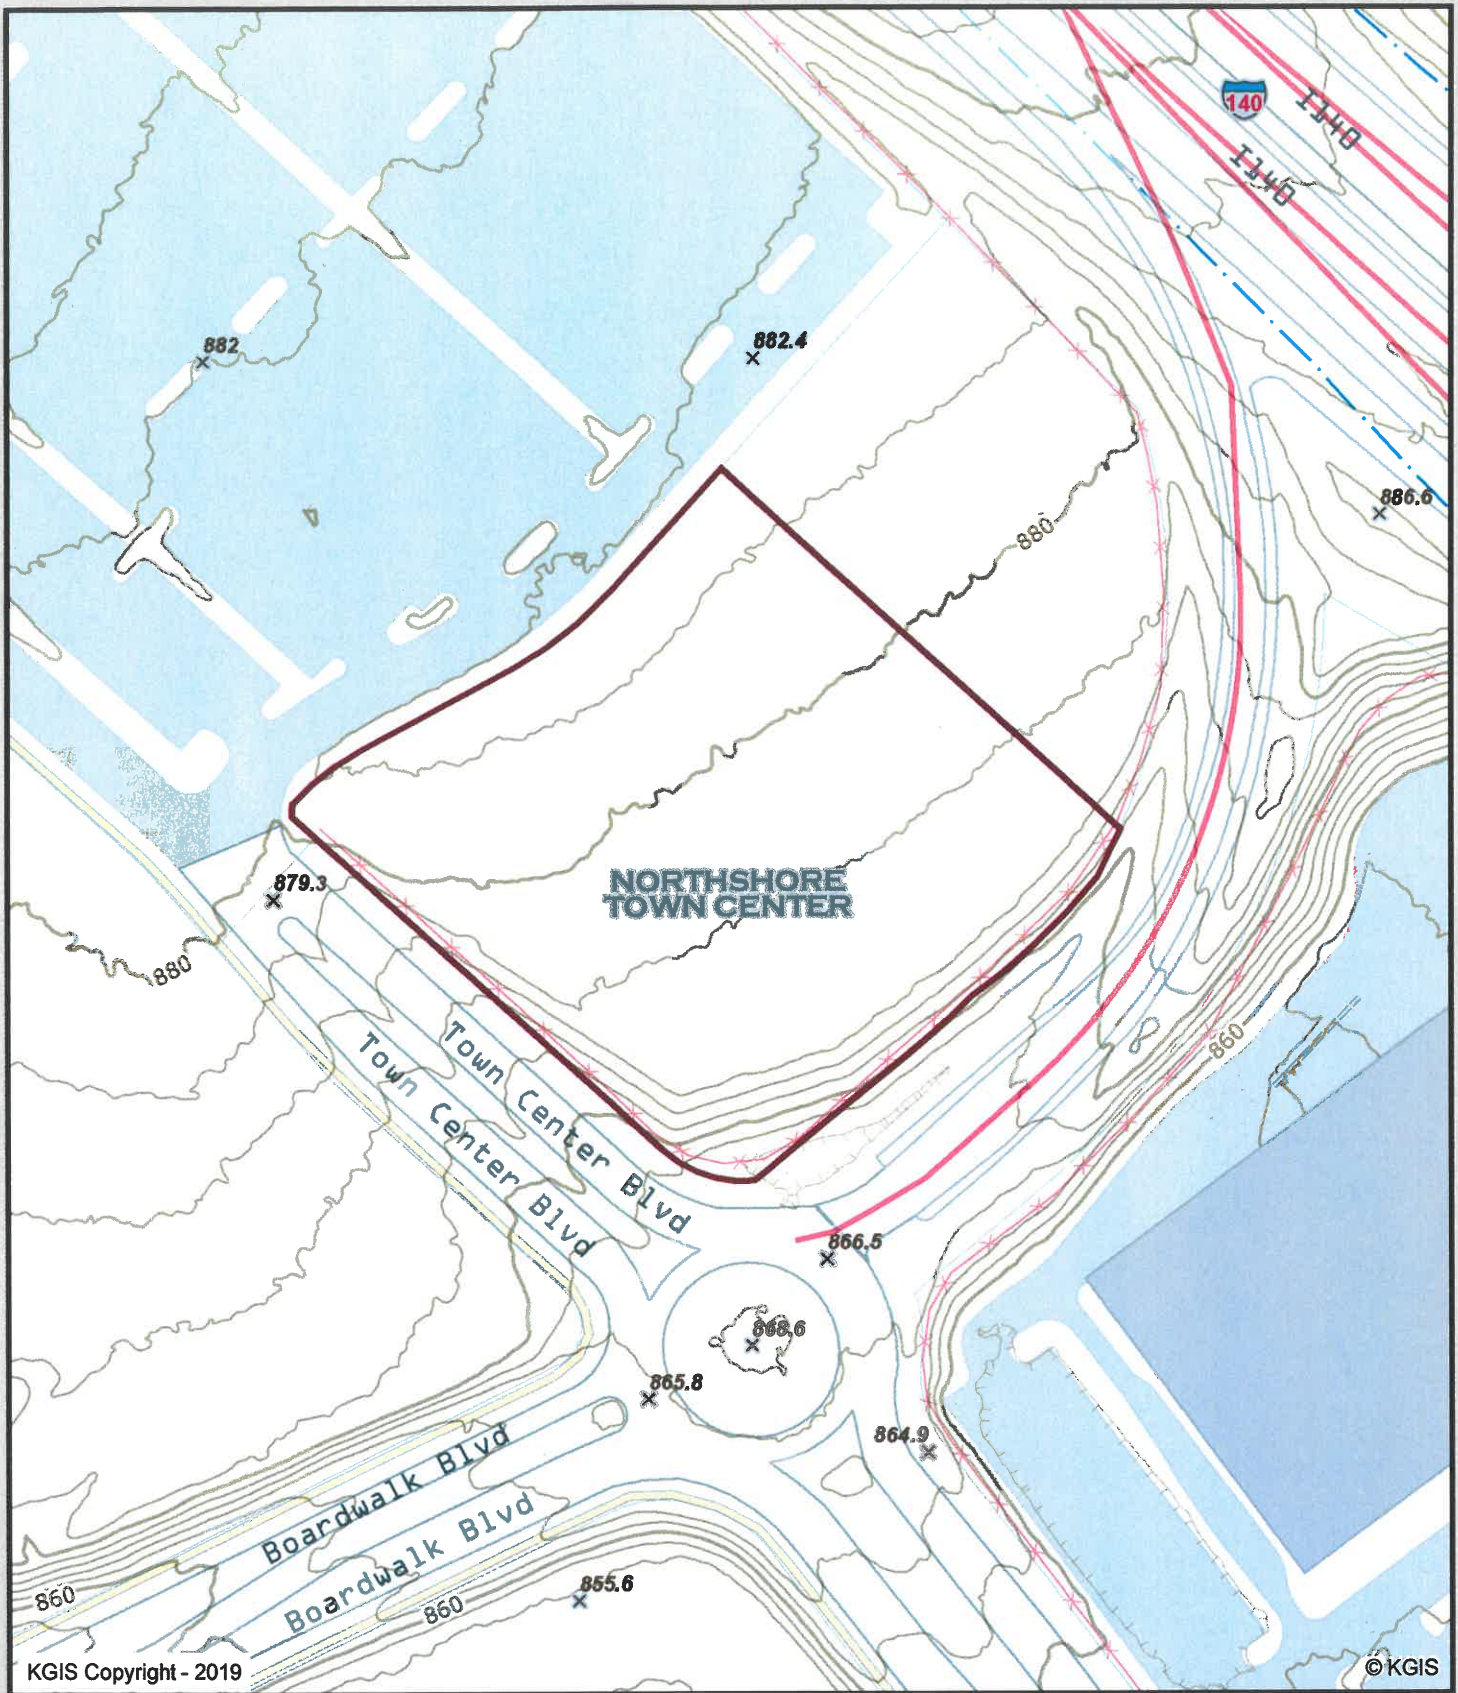 140
I140
I140
882
882.4
886.6
880
879.3
NORTHSHORE
TOWN CENTER
880
860
Town Center Blvd
Town Center Blvd
866.5
868.6
865.8
864.9
Boardwalk Blvd
Boardwalk Blvd
855.6
860
860
KGIS Copyright - 2019
© KGIS